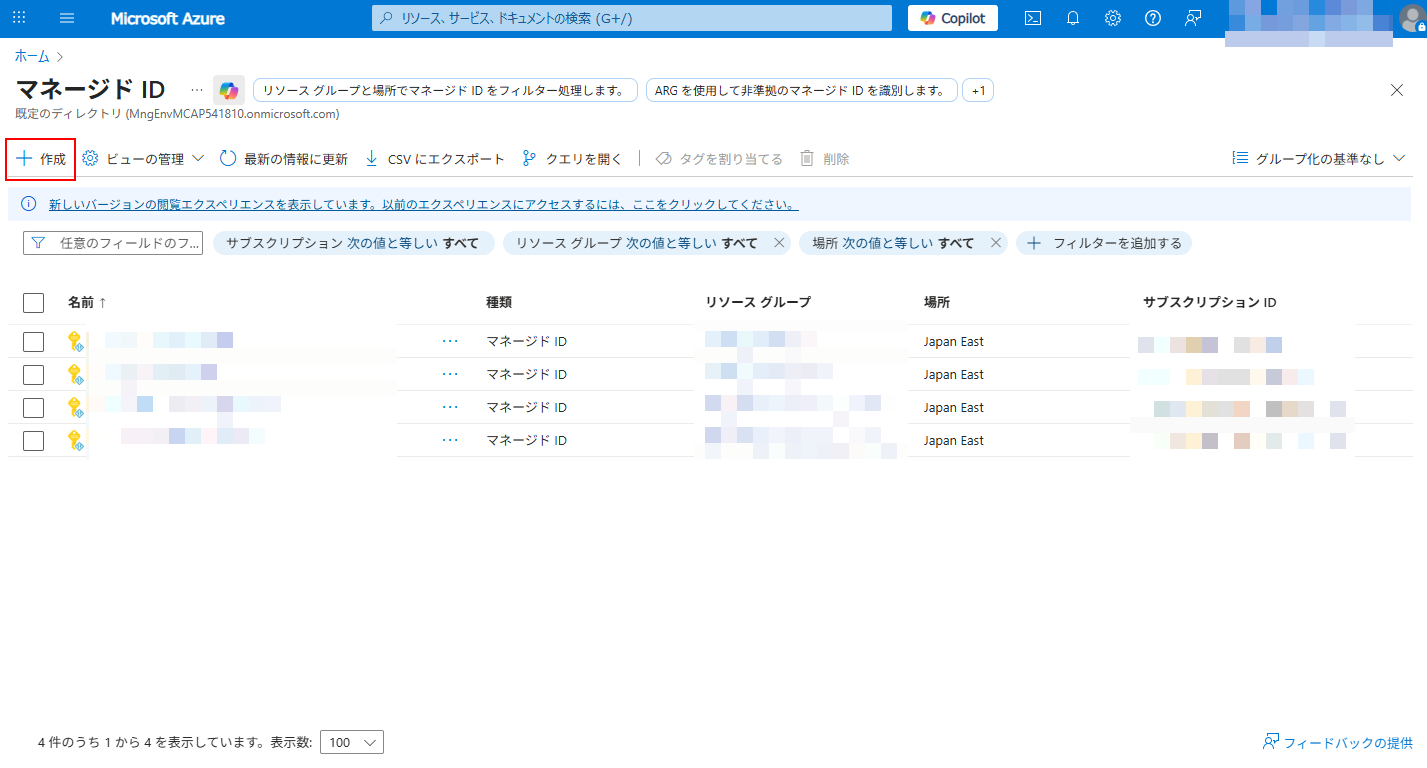 Microsoft Azure
リソース、サービス、ドキュメントの検索 (G+/)
Copilot
ホーム
マネージド ID
リソース グループと場所でマネージド ID をフィルター処理します。
ARG を使用して非準拠のマネージド ID を識別します。
+1
既定のディレクトリ (MngEnvMCAP541810.onmicrosoft.com)
作成
ビューの管理
最新の情報に更新
CSV にエクスポート
クエリを開く
タグを割り当てる
削除
グループ化の基準なし
新しいバージョンの閲覧エクスペリエンスを表示しています。以前のエクスペリエンスにアクセスするには、ここをクリックしてください。
任意のフィールドのフ...
サブスクリプション 次の値と等しい すべて
リソース グループ 次の値と等しい すべて
場所 次の値と等しい すべて
フィルターを追加する
名前 ↑
種類
リソース グループ
場所
サブスクリプション ID
マネージド ID
Japan East
マネージド ID
Japan East
マネージド ID
Japan East
マネージド ID
Japan East
4 件のうち 1 から 4 を表示しています。表示数:
100
フィードバックの提供